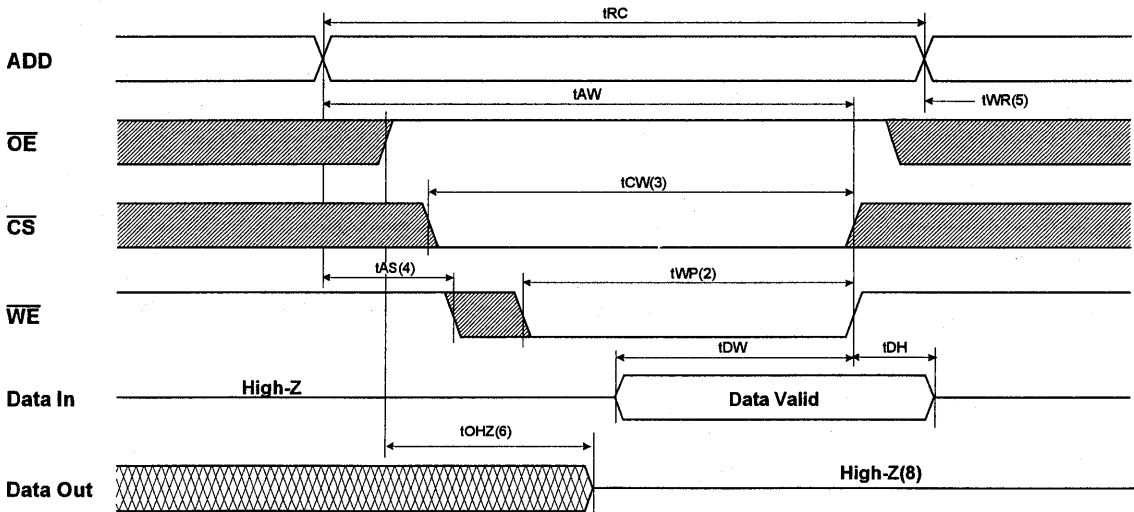 tRC
ADD
tAW
tWR(5)
OE
tCW(3)
CS
tAS(4)
tWP(2)
WE
tDW
tDH
High-Z
Data In
Data Valid
tOHZ(6)
High-Z(8)
Data Out